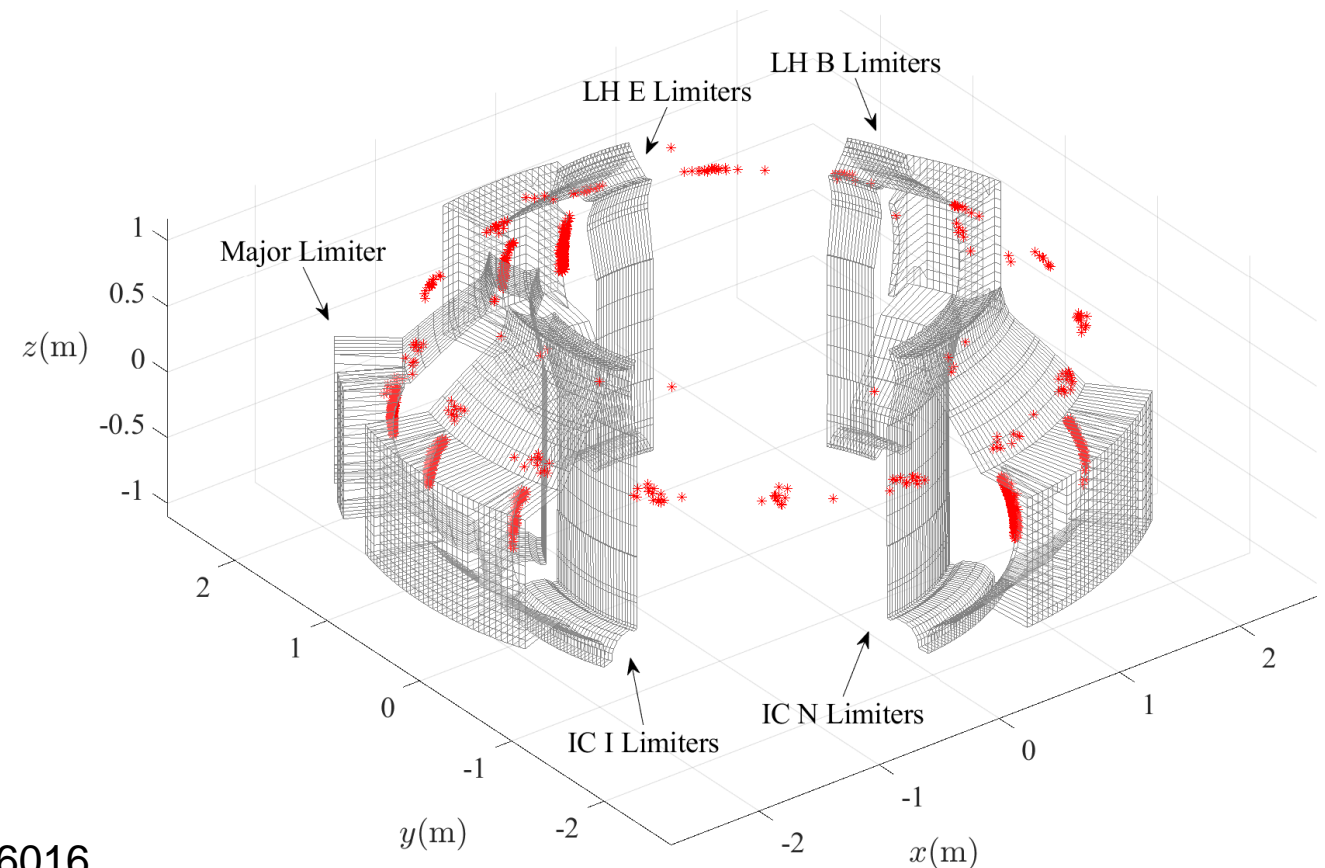 LH B Limiters
LH E Limiters
Major Limiter
1
0.5
0
-0.5
-1
z(m)
2
1
0
-1
-2
y(m)
IC I Limiters
IC N Limiters
2
1
0
-1
-2
x(m)
6016